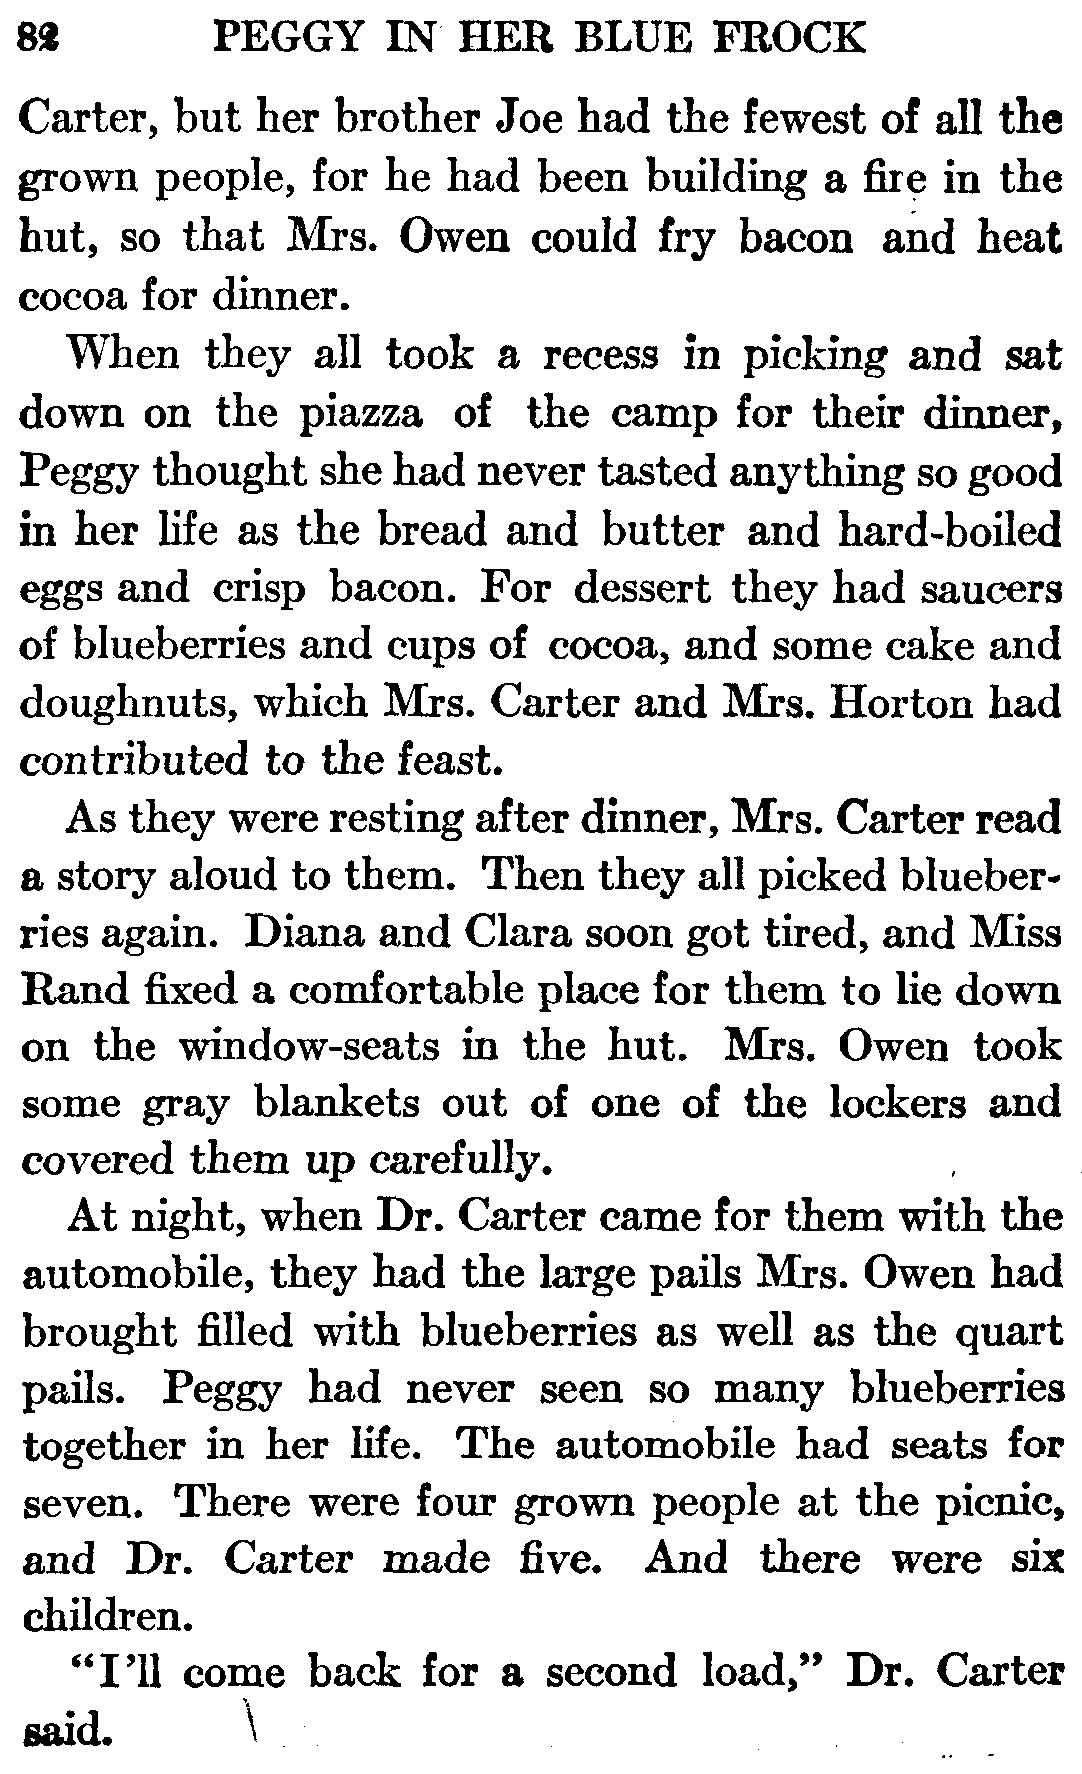 82 PEGGY IN HER BLUE FROCK
Carter, but her brother Joe had the fewest of all the
grown people, for he had been building a fire in the
hut, so that Mrs. Owen could fry bacon and heat
cocoa for dinner.
When they all took a recess in picking and sat
down on the piazza of the camp for their dinner,
Peggy thought she had never tasted anything so good
in her life as the bread and butter and hard-boiled
eggs and crisp bacon. For dessert they had saucers
of blueberries and cups of cocoa, and some cake and
doughnuts, which Mrs. Carter and Mrs. Horton had
contributed to the feast.
As they were resting after dinner, Mrs. Carter read
a story aloud to them. Then they all picked blueber-
ries again. Diana and Clara soon got tired, and Miss
Rand fixed a comfortable place for them to lie down
on the window-seats in the hut. Mrs. Owen took
some gray blankets out of one of the lockers and
covered them up carefully.
At night, when Dr. Carter came for them with the
automobile, they had the large pails Mrs. Owen had
brought filled with blueberries as well as the quart
pails. Peggy had never seen so many blueberries
together in her life. The automobile had seats for
seven. There were four grown people at the picnic,
and Dr. Carter made five. And there were six
children.
"I'll come back for a second load," Dr. Carter
said.